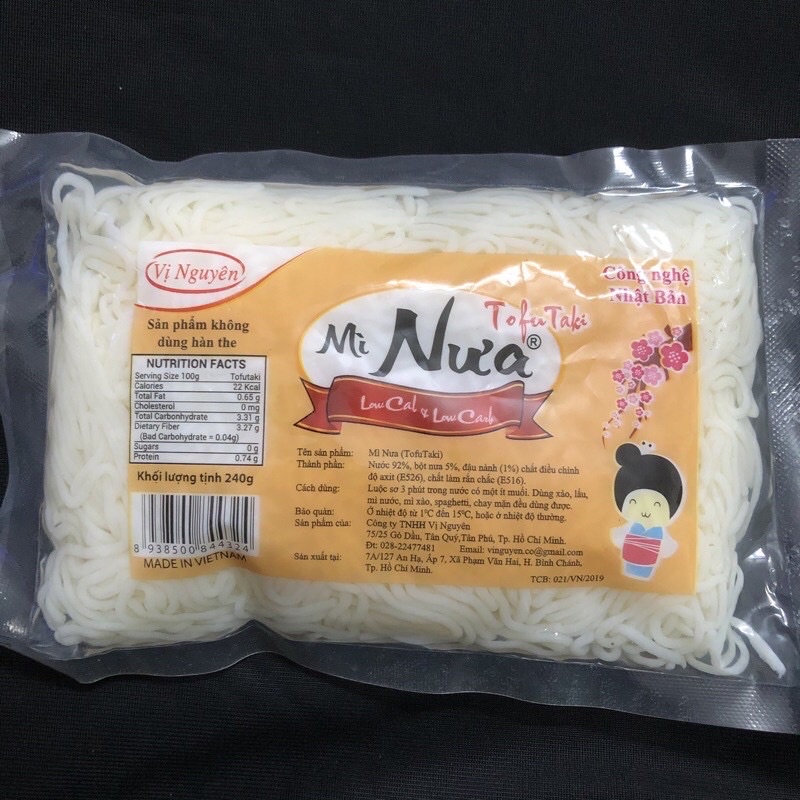 Vị Nguyên
Sản phẩm không
dùng hàn the
NUTRITION FACTS
Serving Size 100g Tofutaki
Calories 22 Kcal
Total Fat 0.65 g
Cholesterol 0 mg
Total Carbonhydrate 3.31 g
Dietary Fiber 3.27 g
(Bad Carbohydrate = 0.04g)
Sugars 0 g
Protein 0.74 g
Khối lượng tịnh 240g
8 938500 844324
MADE IN VIETNAM
Công nghệ
Nhật Bản
TofuTaki
Mì Nưa®
Low Cal & Low Carb
Tên sản phẩm: Mì Nưa (TofuTaki)
Thành phần: Nước 92%, bột nưa 5%, đậu nành (1%) chất điều chỉnh
độ axit (E526), chất làm rắn chắc (E516).
Cách dùng: Luộc sơ 3 phút trong nước có một ít muối. Dùng xào, lẩu,
mì nước, mì xào, spaghetti, chay mặn đều dùng được.
Bảo quản: Ở nhiệt độ từ 1⁰C đến 15⁰C, hoặc ở nhiệt độ thường.
Sản phẩm của: Công ty TNHH Vị Nguyên
75/25 Gò Dầu, Tân Quý, Tân Phú, Tp. Hồ Chí Minh.
Đt: 028-22477481 Email: vinguyen.co@gmail.com
Sản xuất tại: 7A/127 An Hạ, Ấp 7, Xã Phạm Văn Hai, H. Bình Chánh,
Tp. Hồ Chí Minh.
TCB: 021/VN/2019